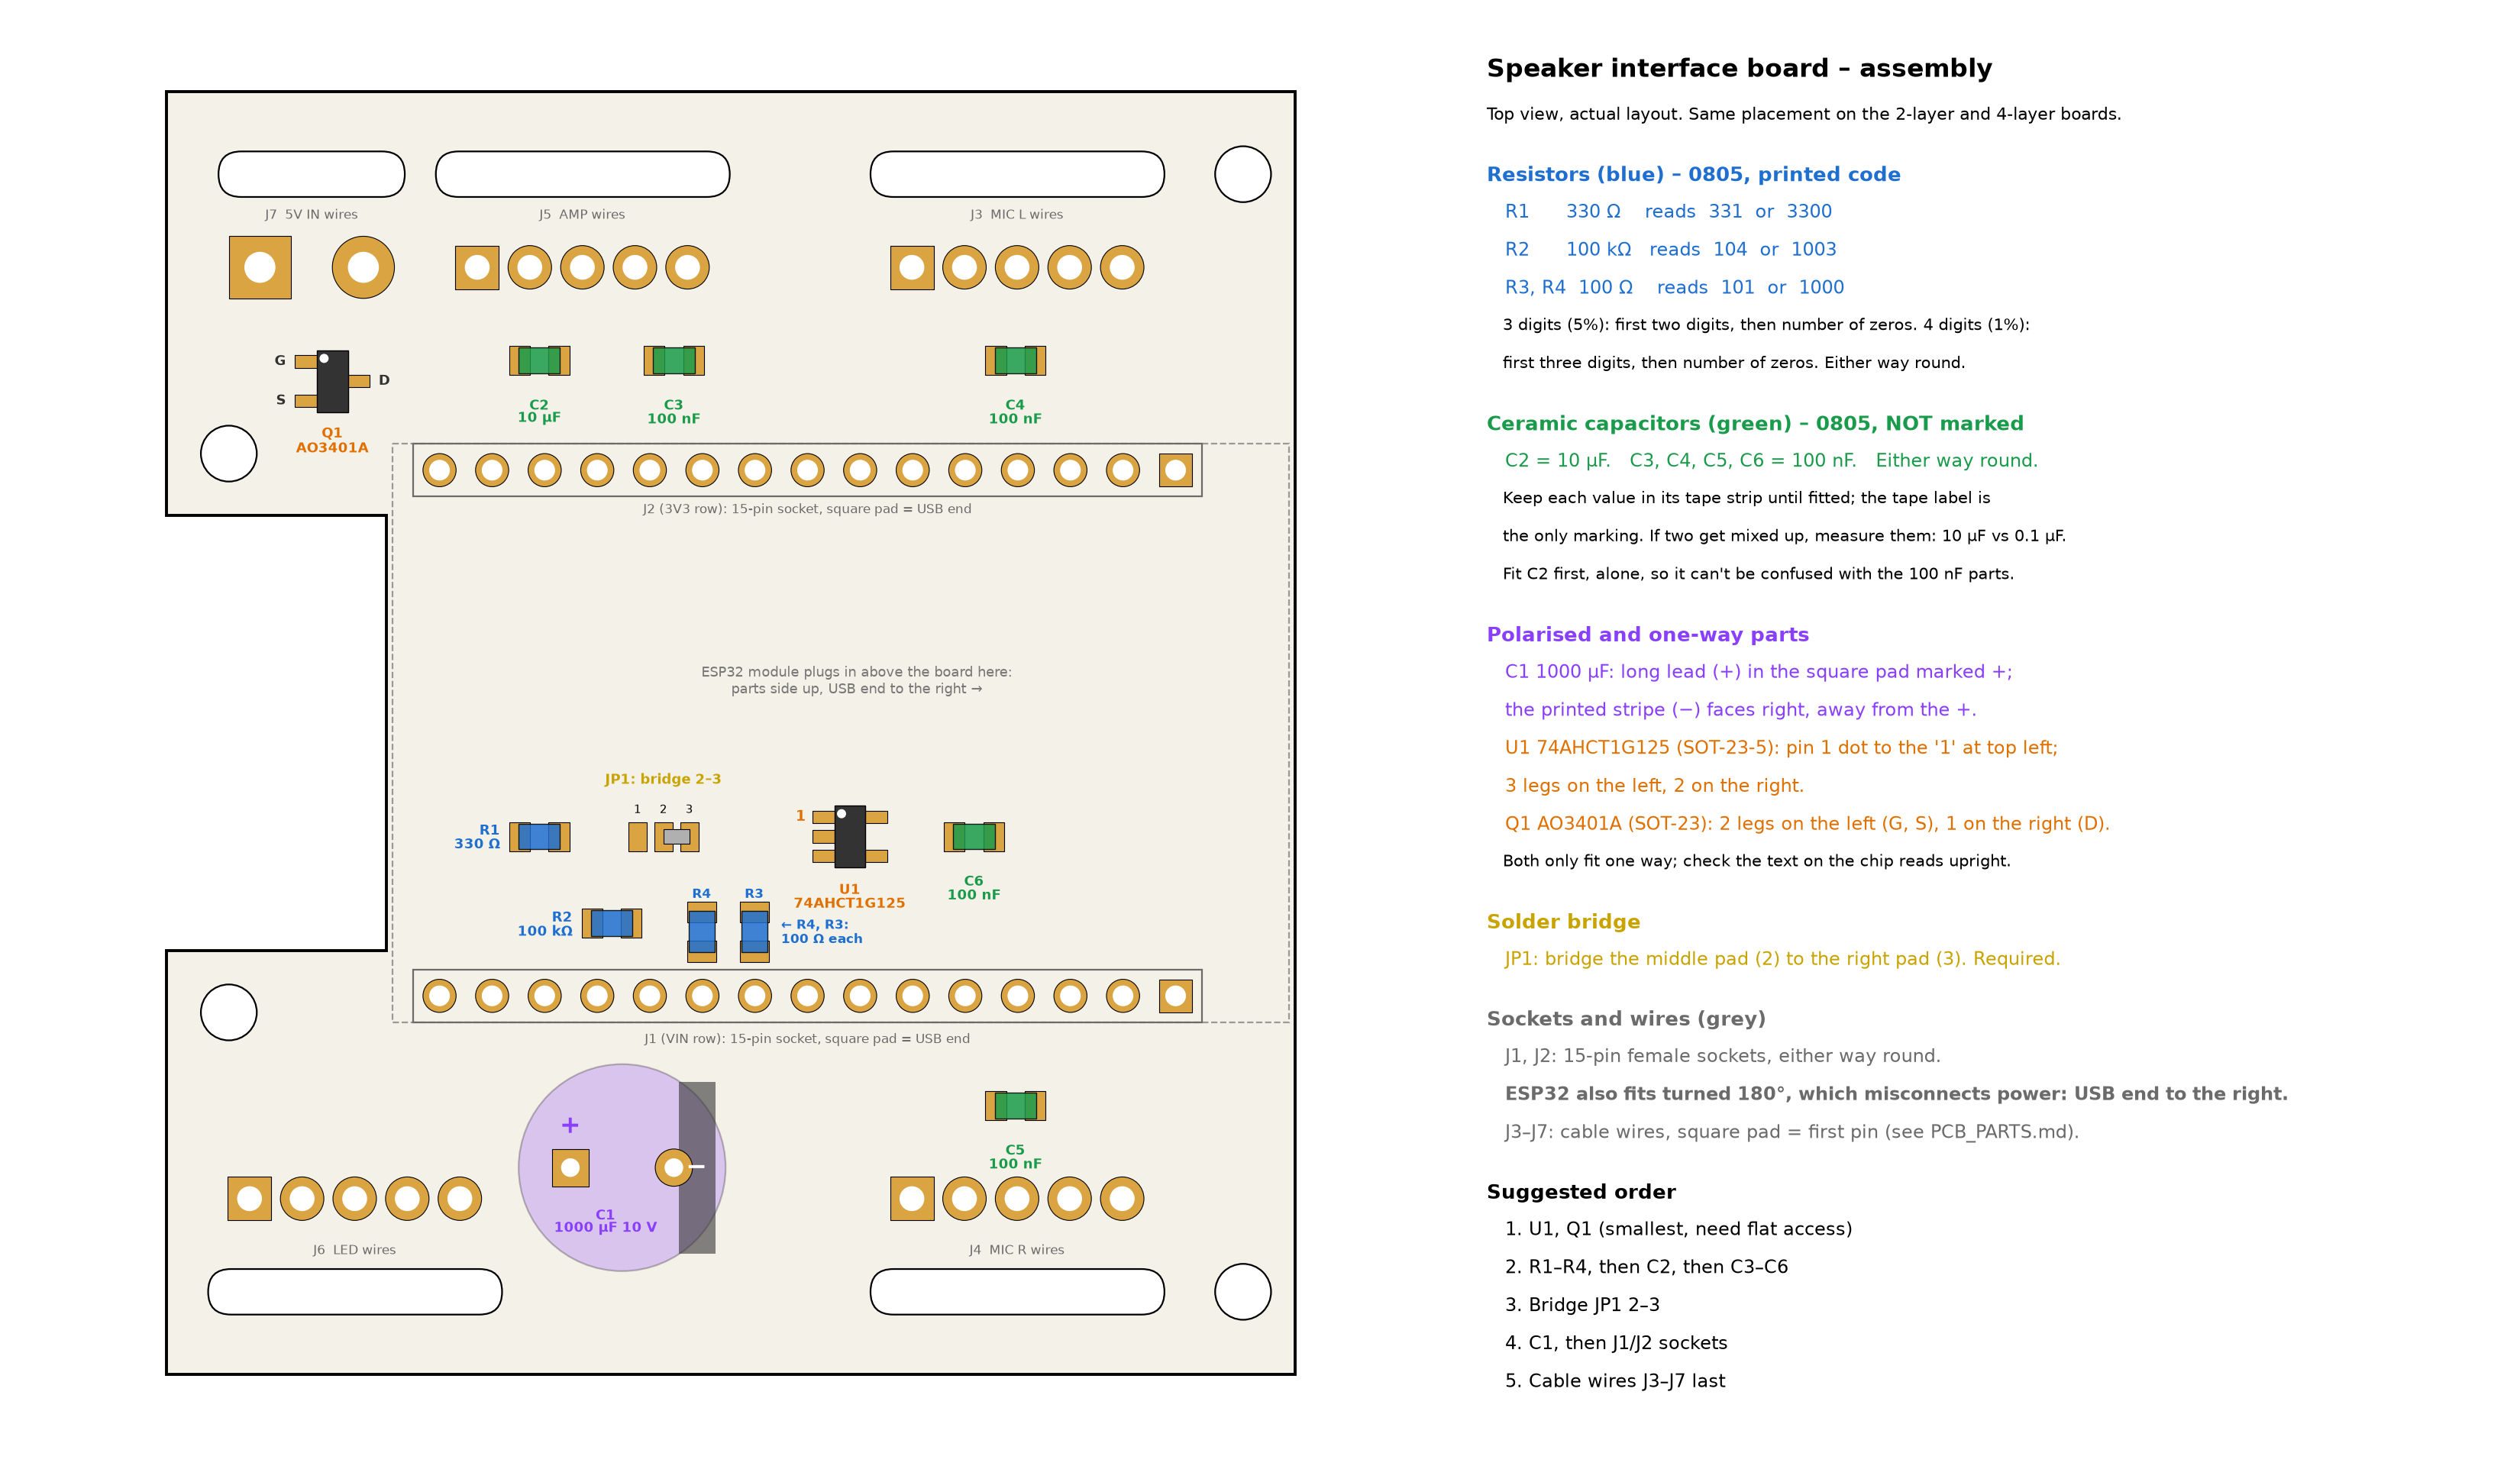 J7  5V IN wires
J5  AMP wires
J3  MIC L wires
G
D
S
Q1
AO3401A
C2
10 µF
C3
100 nF
C4
100 nF
J2 (3V3 row): 15-pin socket, square pad = USB end
ESP32 module plugs in above the board here:
parts side up, USB end to the right →
JP1: bridge 2–3
1 2 3
R1
330 Ω
1
U1
74AHCT1G125
C6
100 nF
R2
100 kΩ
R4 R3
← R4, R3:
100 Ω each
J1 (VIN row): 15-pin socket, square pad = USB end
+
−
C1
1000 µF 10 V
C5
100 nF
J6  LED wires
J4  MIC R wires
Speaker interface board – assembly
Top view, actual layout. Same placement on the 2-layer and 4-layer boards.
Resistors (blue) – 0805, printed code
R1 330 Ω reads 331 or 3300
R2 100 kΩ reads 104 or 1003
R3, R4 100 Ω reads 101 or 1000
3 digits (5%): first two digits, then number of zeros. 4 digits (1%):
first three digits, then number of zeros. Either way round.
Ceramic capacitors (green) – 0805, NOT marked
C2 = 10 µF. C3, C4, C5, C6 = 100 nF. Either way round.
Keep each value in its tape strip until fitted; the tape label is
the only marking. If two get mixed up, measure them: 10 µF vs 0.1 µF.
Fit C2 first, alone, so it can't be confused with the 100 nF parts.
Polarised and one-way parts
C1 1000 µF: long lead (+) in the square pad marked +;
the printed stripe (−) faces right, away from the +.
U1 74AHCT1G125 (SOT-23-5): pin 1 dot to the '1' at top left;
3 legs on the left, 2 on the right.
Q1 AO3401A (SOT-23): 2 legs on the left (G, S), 1 on the right (D).
Both only fit one way; check the text on the chip reads upright.
Solder bridge
JP1: bridge the middle pad (2) to the right pad (3). Required.
Sockets and wires (grey)
J1, J2: 15-pin female sockets, either way round.
ESP32 also fits turned 180°, which misconnects power: USB end to the right.
J3–J7: cable wires, square pad = first pin (see PCB_PARTS.md).
Suggested order
1. U1, Q1 (smallest, need flat access)
2. R1–R4, then C2, then C3–C6
3. Bridge JP1 2–3
4. C1, then J1/J2 sockets
5. Cable wires J3–J7 last